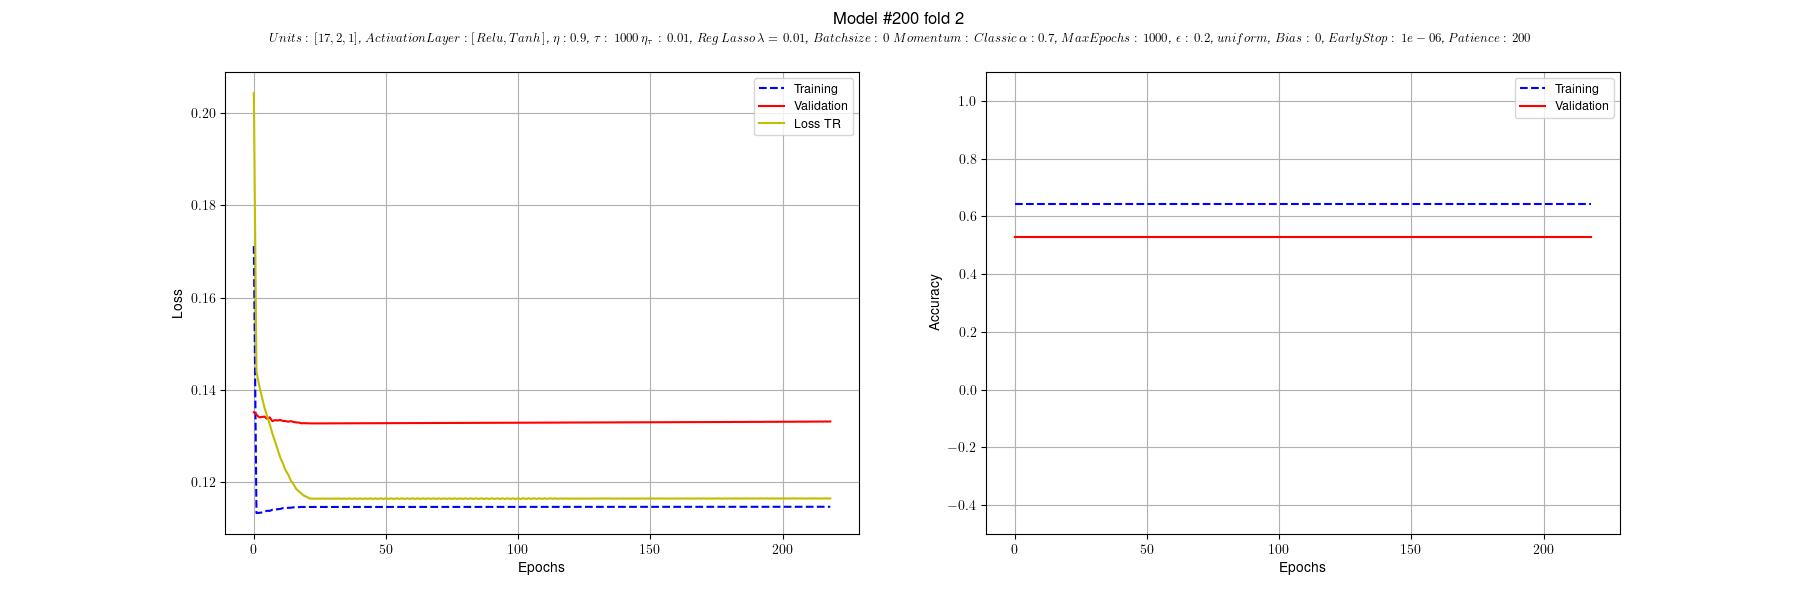 Model #200 fold 2
Units : [17, 2, 1], ActivationLayer : [Relu, Tanh], η : 0.9, τ : 1000 ητ : 0.01, Reg Lasso λ = 0.01, Batchsize : 0 Momentum : Classic α : 0.7, MaxEpochs : 1000, ϵ : 0.2, uniform, Bias : 0, EarlyStop : 1e − 06, Patience : 200
Training
Validation
Loss TR
0.20
0.18
0.16
0.14
0.12
Loss
0
50
100
150
200
Epochs
Training
Validation
1.0
0.8
0.6
0.4
0.2
0.0
−0.2
−0.4
Accuracy
0
50
100
150
200
Epochs